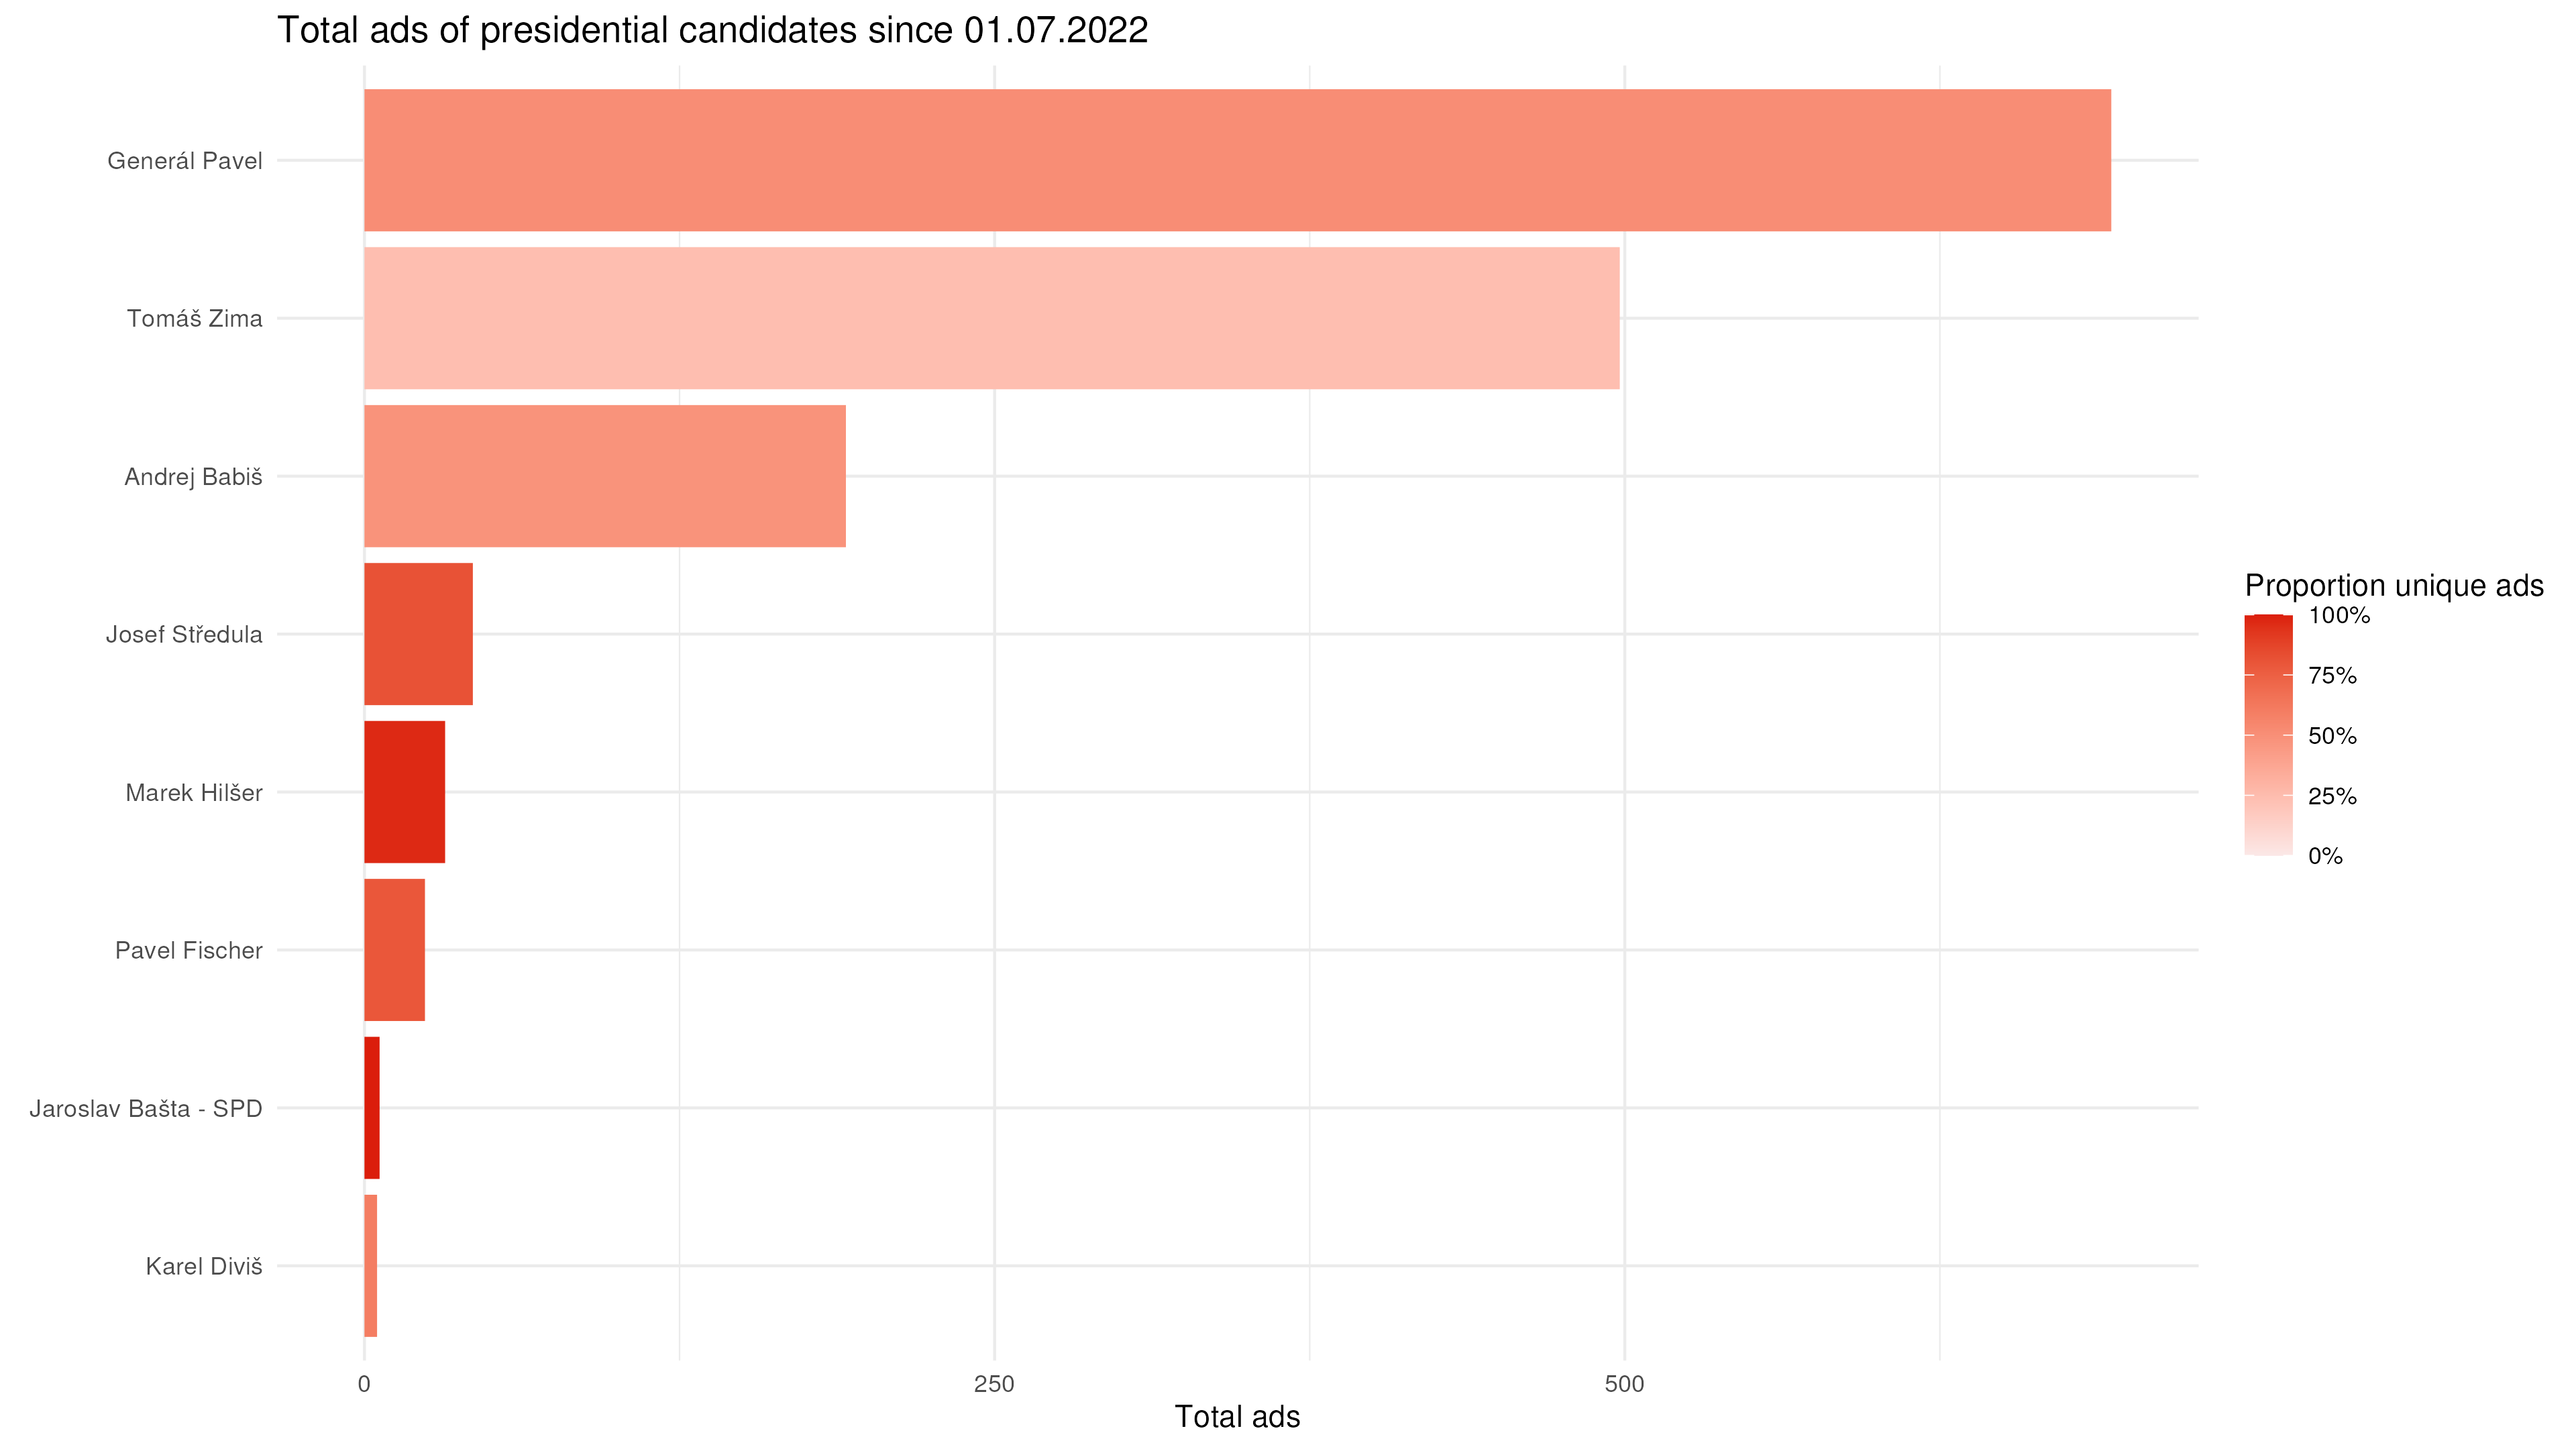 Total ads of presidential candidates since 01.07.2022
Generál Pavel
Tomáš Zima
Andrej Babiš
Josef Středula
Marek Hilšer
Pavel Fischer
Jaroslav Bašta - SPD
Karel Diviš
0
250
500
Total ads
Proportion unique ads
100%
75%
50%
25%
0%